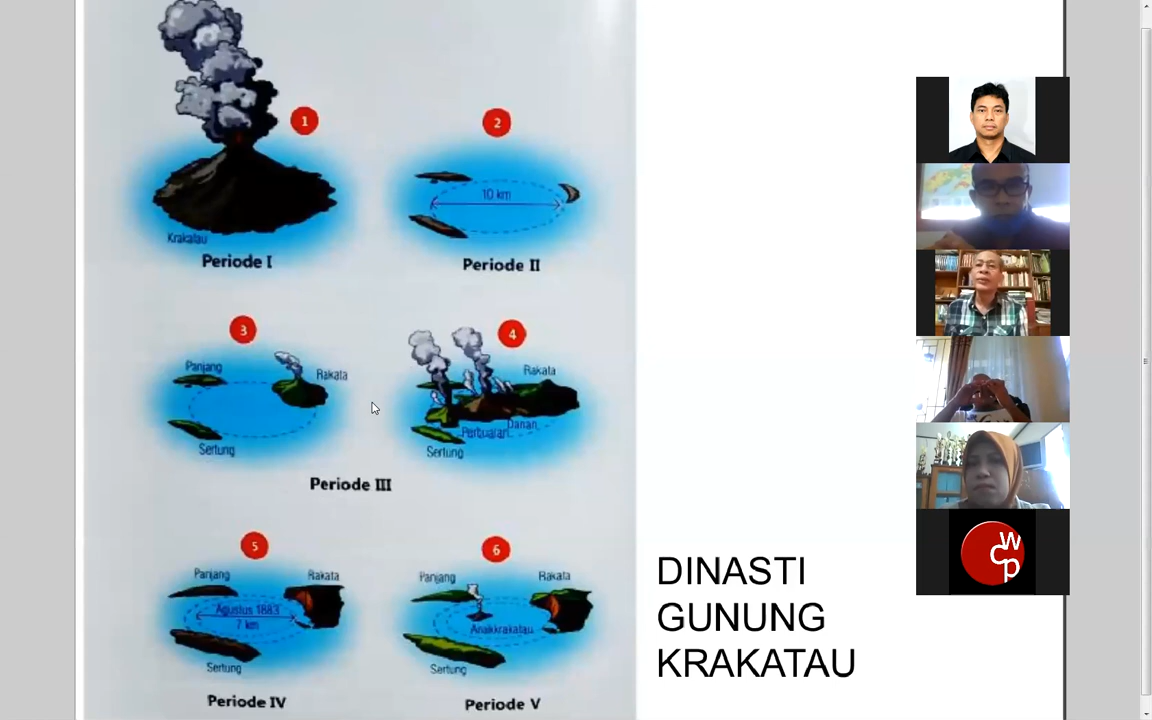 1
2
10 km
Krakatau
Periode I
Periode II
3
4
Panjang
Rakata
Rakata
Danan
Perbuatan
Sertung
Sertung
Periode III
5
6
Panjang
Rakata
Panjang
Rakata
Agustus 1883
7 km
Anakkrakatau
Sertung
Sertung
Periode IV
Periode V
DINASTI
GUNUNG
KRAKATAU
wcp